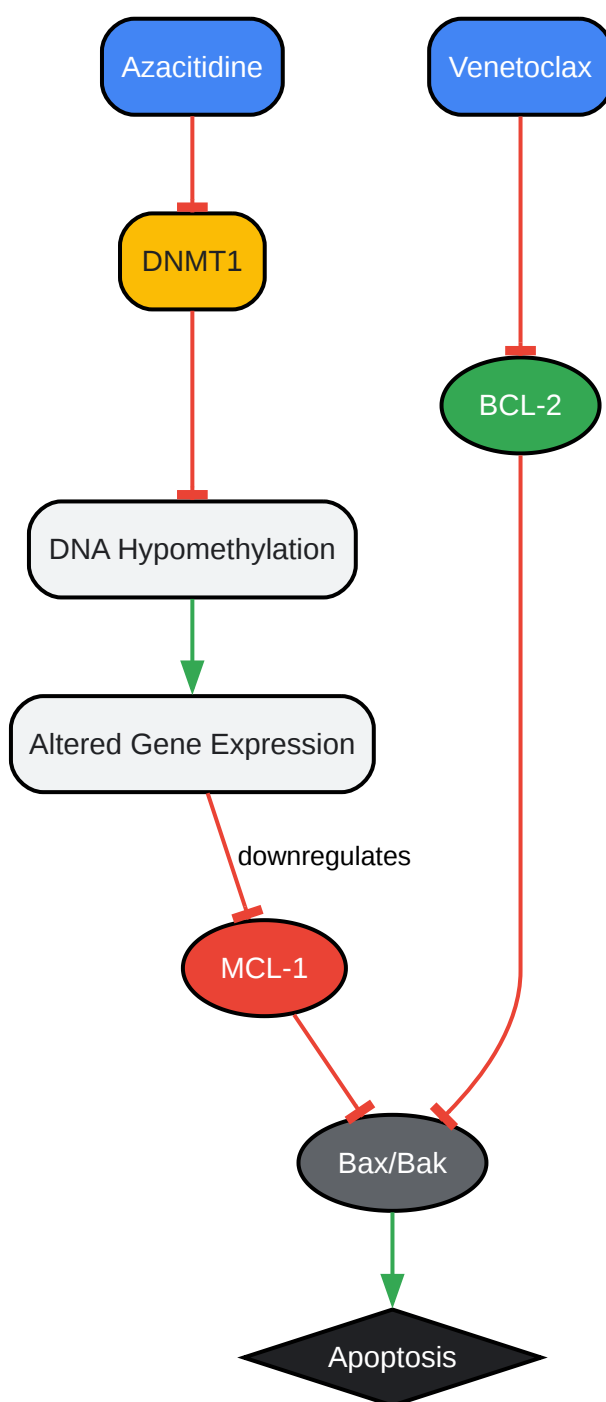 Azacitidine
Venetoclax
DNMT1
BCL-2
DNA Hypomethylation
Altered Gene Expression
downregulates
MCL-1
Bax/Bak
Apoptosis